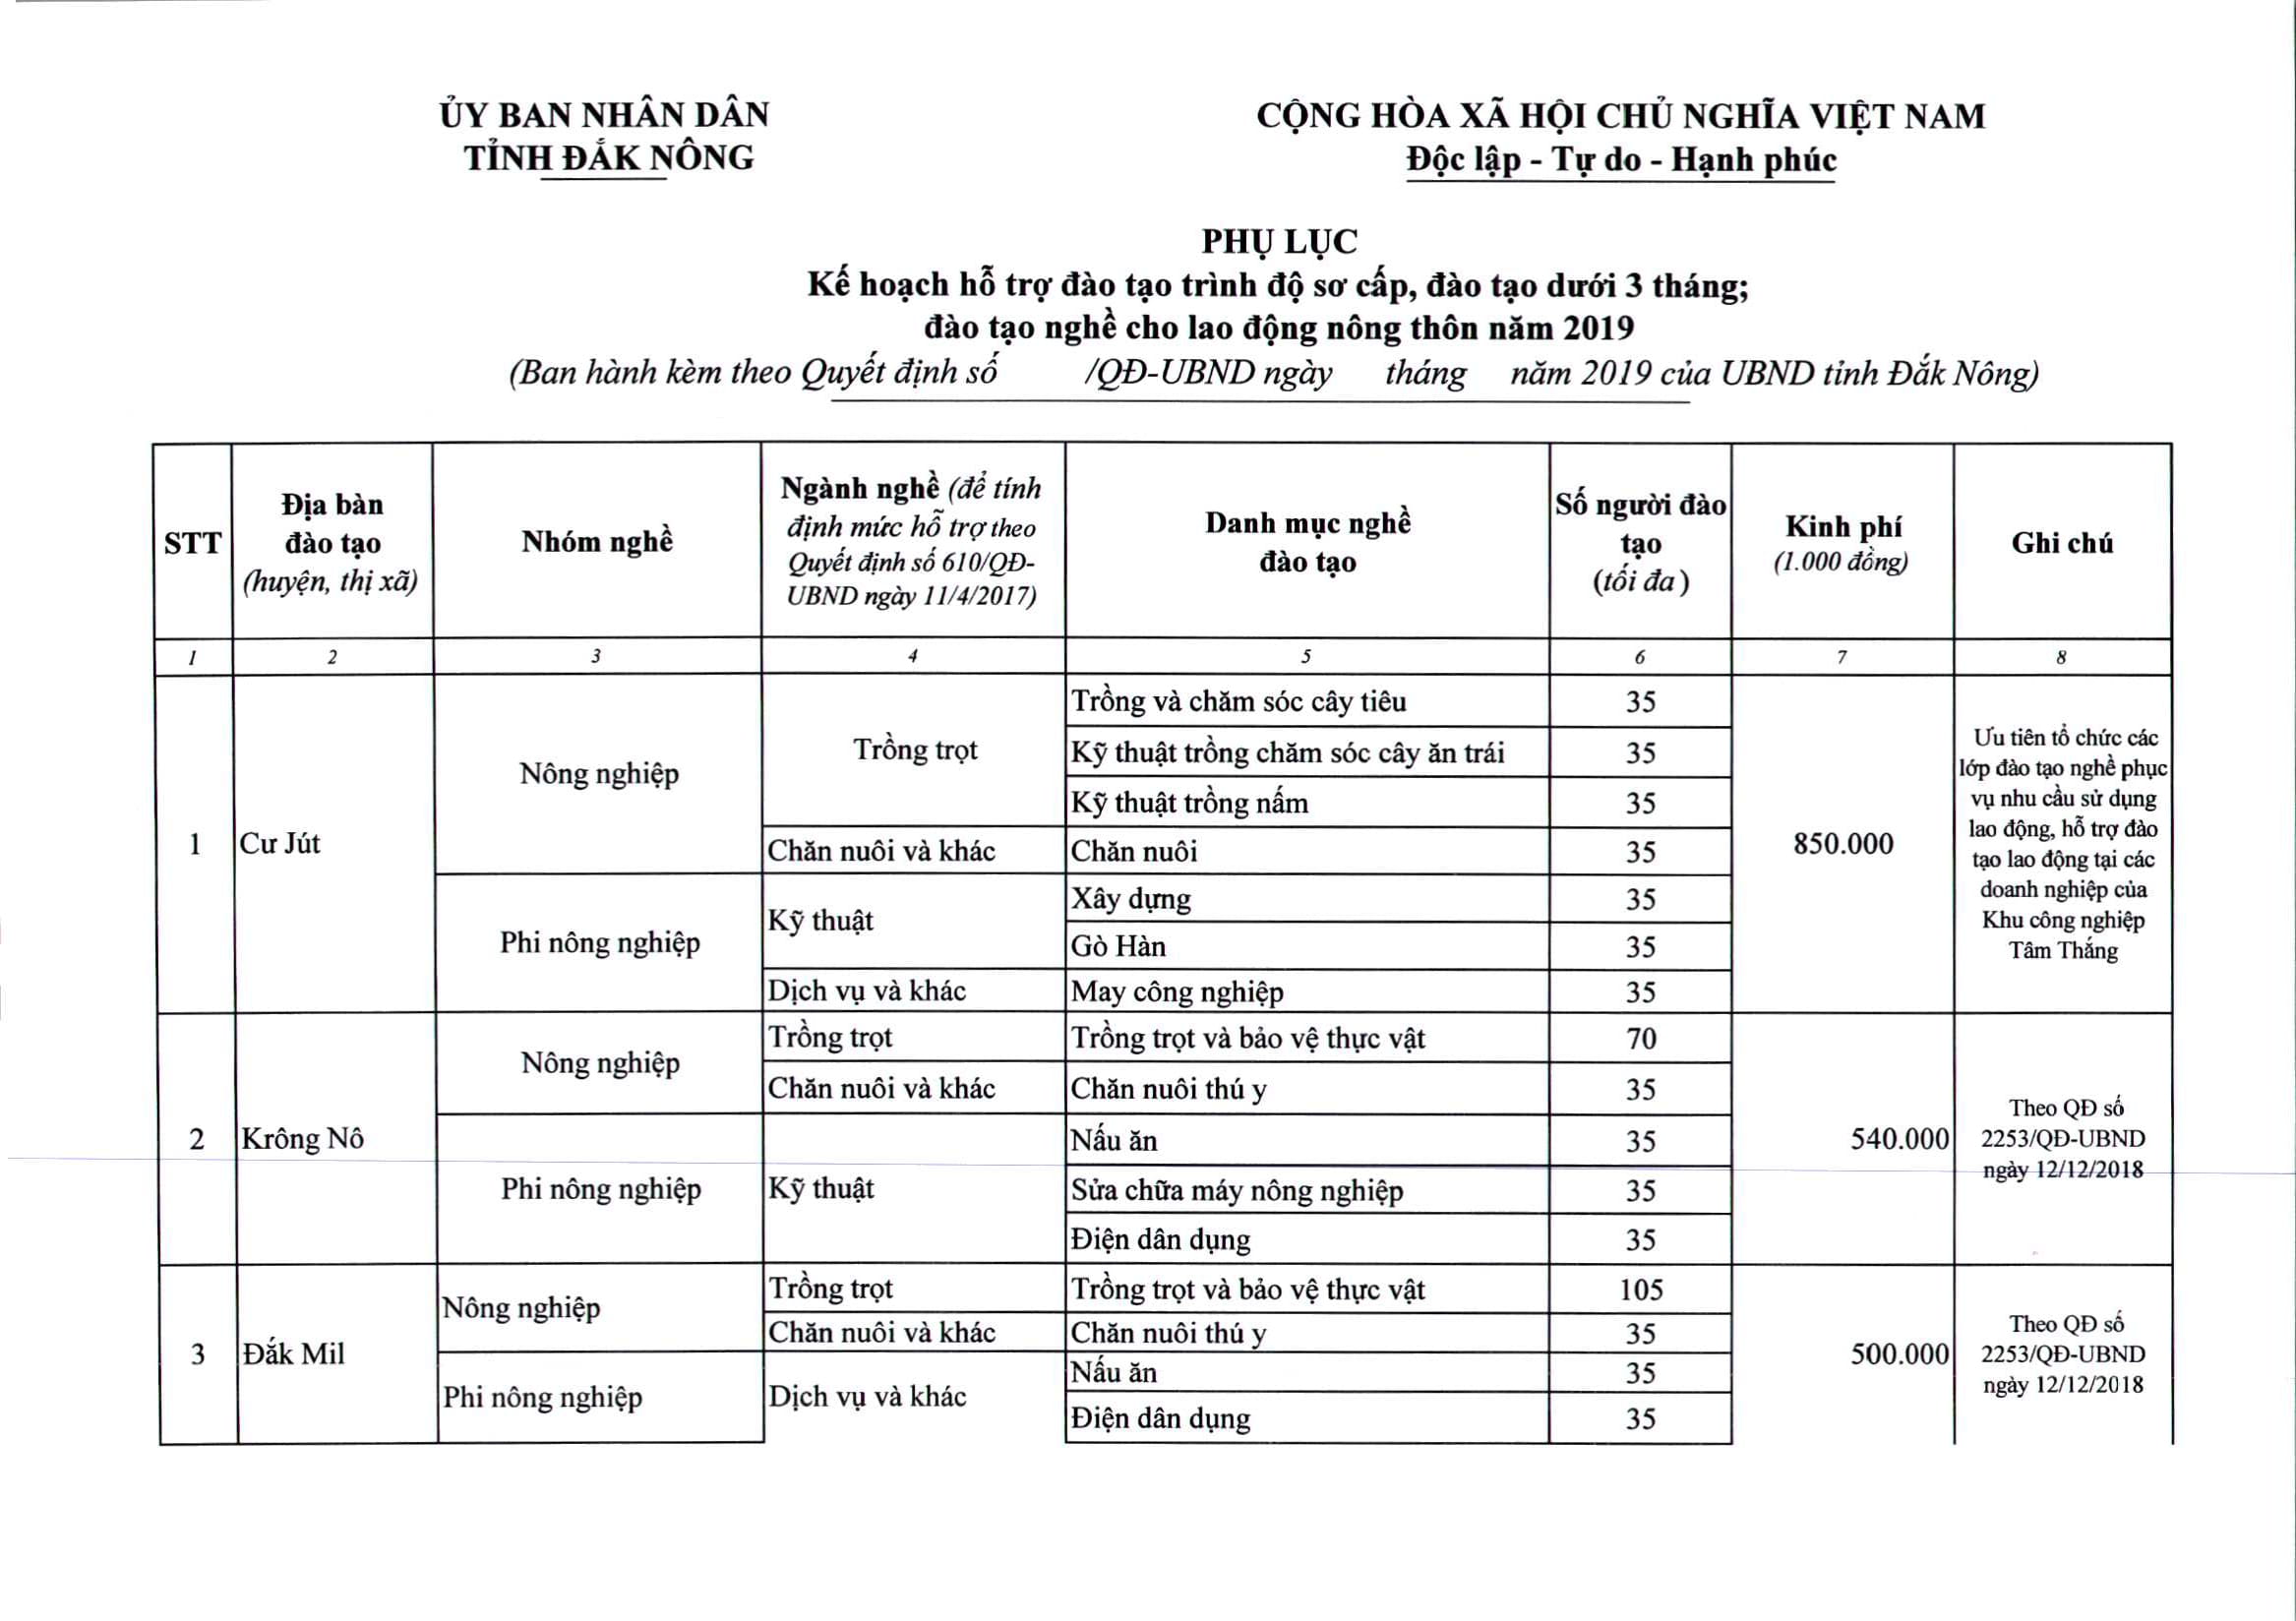 ỦY BAN NHÂN DÂN
TỈNH ĐẮK NÔNG
CỘNG HÒA XÃ HỘI CHỦ NGHĨA VIỆT NAM
Độc lập - Tự do - Hạnh phúc
PHỤ LỤC
Kế hoạch hỗ trợ đào tạo trình độ sơ cấp, đào tạo dưới 3 tháng;
đào tạo nghề cho lao động nông thôn năm 2019
(Ban hành kèm theo Quyết định số /QĐ-UBND ngày tháng năm 2019 của UBND tỉnh Đắk Nông)
STT
Địa bàn
đào tạo
(huyện, thị xã)
Nhóm nghề
Ngành nghề (để tính
định mức hỗ trợ theo
Quyết định số 610/QĐ-
UBND ngày 11/4/2017)
Danh mục nghề
đào tạo
Số người đào
tạo
(tối đa)
Kinh phí
(1.000 đồng)
Ghi chú
1 2 3 4 5 6 7 8
1
Cư Jút
Nông nghiệp
Trồng trọt
Trồng và chăm sóc cây tiêu 35
Kỹ thuật trồng chăm sóc cây ăn trái 35
Kỹ thuật trồng nấm 35
Chăn nuôi và khác Chăn nuôi 35
Phi nông nghiệp
Kỹ thuật
Xây dựng 35
Gò Hàn 35
Dịch vụ và khác May công nghiệp 35
850.000
Ưu tiên tổ chức các
lớp đào tạo nghề phục
vụ nhu cầu sử dụng
lao động, hỗ trợ đào
tạo lao động tại các
doanh nghiệp của
Khu công nghiệp
Tâm Thắng
2
Krông Nô
Nông nghiệp
Trồng trọt Trồng trọt và bảo vệ thực vật 70
Chăn nuôi và khác Chăn nuôi thú y 35
Phi nông nghiệp
Kỹ thuật
Nấu ăn 35
Sửa chữa máy nông nghiệp 35
Điện dân dụng 35
540.000
Theo QĐ số
2253/QĐ-UBND
ngày 12/12/2018
3
Đắk Mil
Nông nghiệp
Trồng trọt Trồng trọt và bảo vệ thực vật 105
Chăn nuôi và khác Chăn nuôi thú y 35
Phi nông nghiệp
Dịch vụ và khác
Nấu ăn 35
Điện dân dụng 35
500.000
Theo QĐ số
2253/QĐ-UBND
ngày 12/12/2018